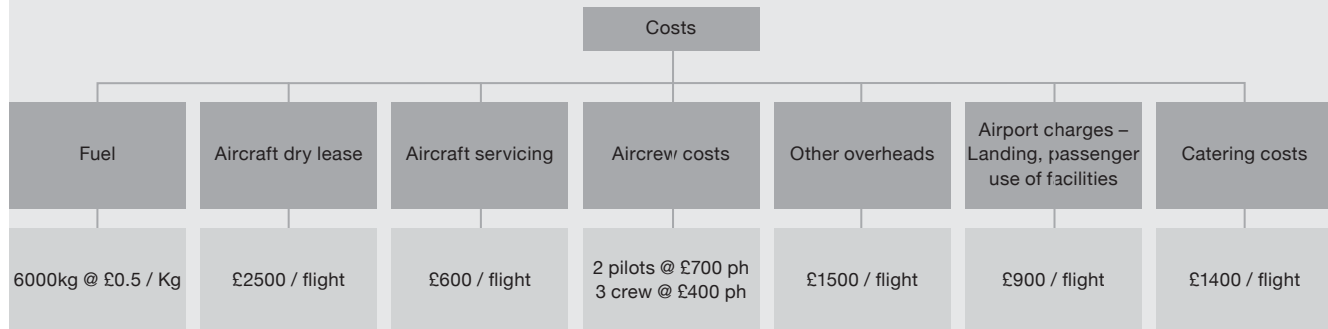 Costs
Fuel
Aircraft dry lease
Aircraft servicing
Aircrew costs
Other overheads
Airport charges –
Landing, passenger
use of facilities
Catering costs
6000kg @ £0.5 / Kg
£2500 / flight
£600 / flight
2 pilots @ £700 ph
3 crew @ £400 ph
£1500 / flight
£900 / flight
£1400 / flight